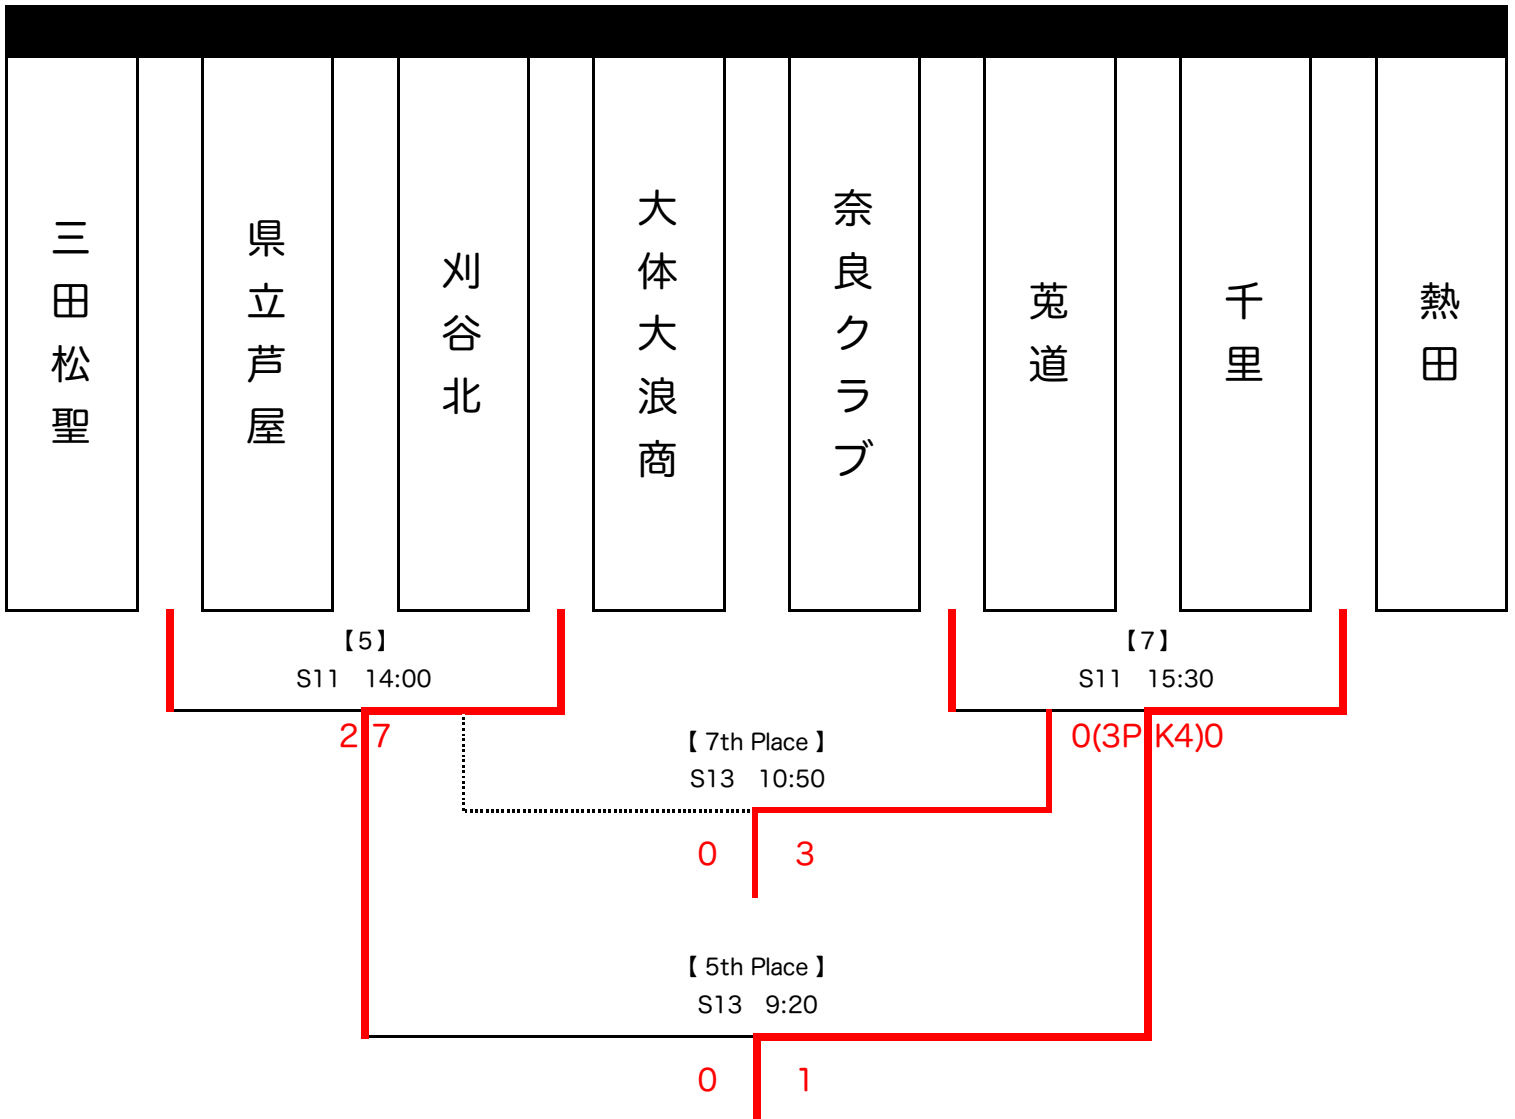 三田松聖
県立芦屋
刈谷北
大体大浪商
奈良クラブ
莵道
千里
熱田
【5】
S11 14:00
【7】
S11 15:30
2 7
0(3PK4)0
【 7th Place 】
S13 10:50
0 3
【 5th Place 】
S13 9:20
0 1